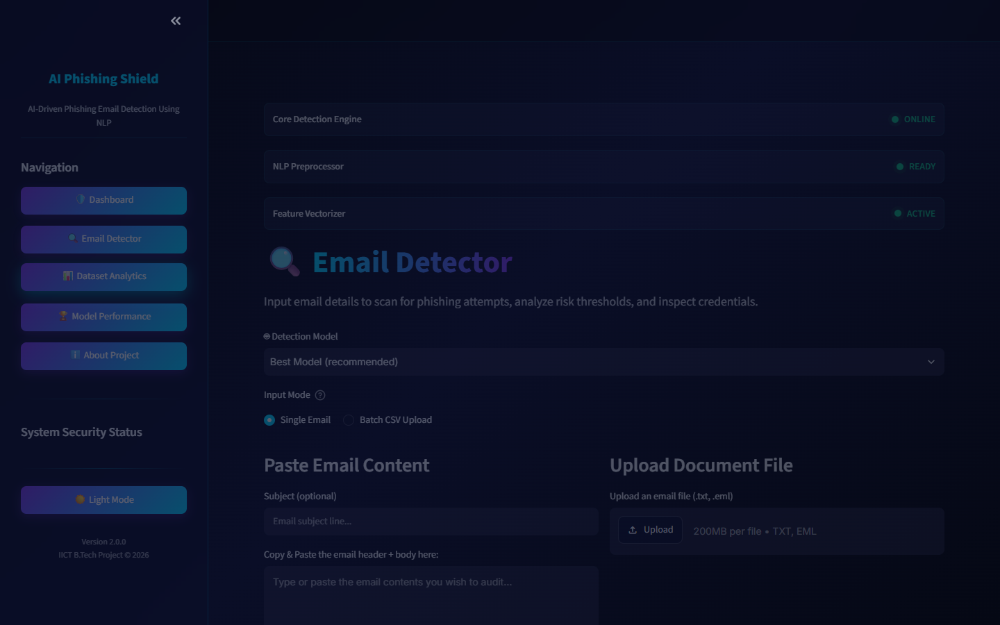 AI Phishing Shield
AI-Driven Phishing Email Detection Using
NLP
Navigation
Dashboard
Email Detector
Dataset Analytics
Model Performance
About Project
System Security Status
Light Mode
Version 2.0.0
IICT B.Tech Project © 2026
Core Detection Engine
ONLINE
NLP Preprocessor
READY
Feature Vectorizer
ACTIVE
Email Detector
Input email details to scan for phishing attempts, analyze risk thresholds, and inspect credentials.
Detection Model
Best Model (recommended)
Input Mode
Single Email
Batch CSV Upload
Paste Email Content
Subject (optional)
Email subject line...
Copy & Paste the email header + body here:
Type or paste the email contents you wish to audit...
Upload Document File
Upload an email file (.txt, .eml)
Upload
200MB per file • TXT, EML